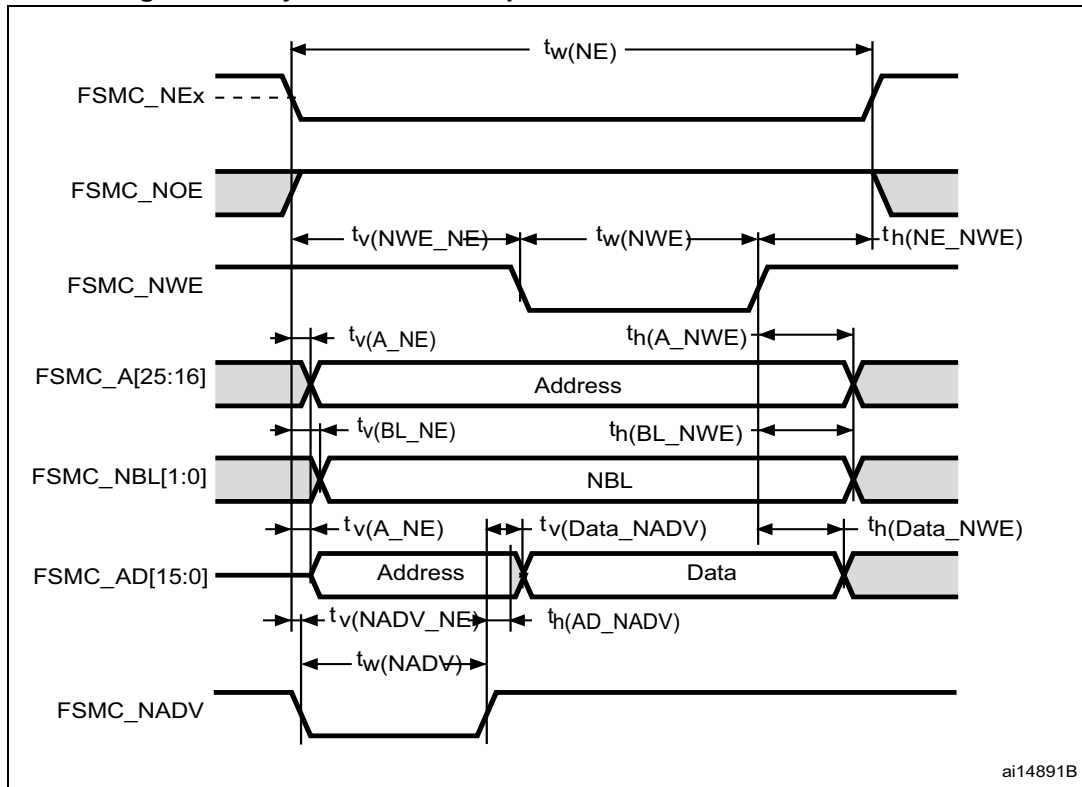 tw(NE)
FSMC_NEx
FSMC_NOE
tv(NWE_NE)
tw(NWE)
th(NE_NWE)
FSMC_NWE
tv(A_NE)
th(A_NWE)
FSMC_A[25:16]
Address
tv(BL_NE)
th(BL_NWE)
FSMC_NBL[1:0]
NBL
tv(A_NE)
tv(Data_NADV)
th(Data_NWE)
FSMC_AD[15:0]
Address
Data
tv(NADV_NE)
th(AD_NADV)
tw(NADV)
FSMC_NADV
ai14891B